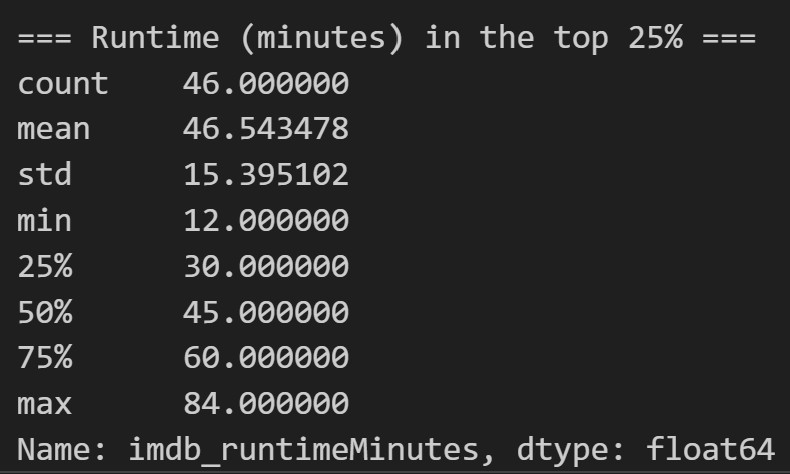 === Runtime (minutes) in the top 25% ===
count    46.000000
mean     46.543478
std      15.395102
min      12.000000
25%      30.000000
50%      45.000000
75%      60.000000
max      84.000000
Name: imdb_runtimeMinutes, dtype: float64